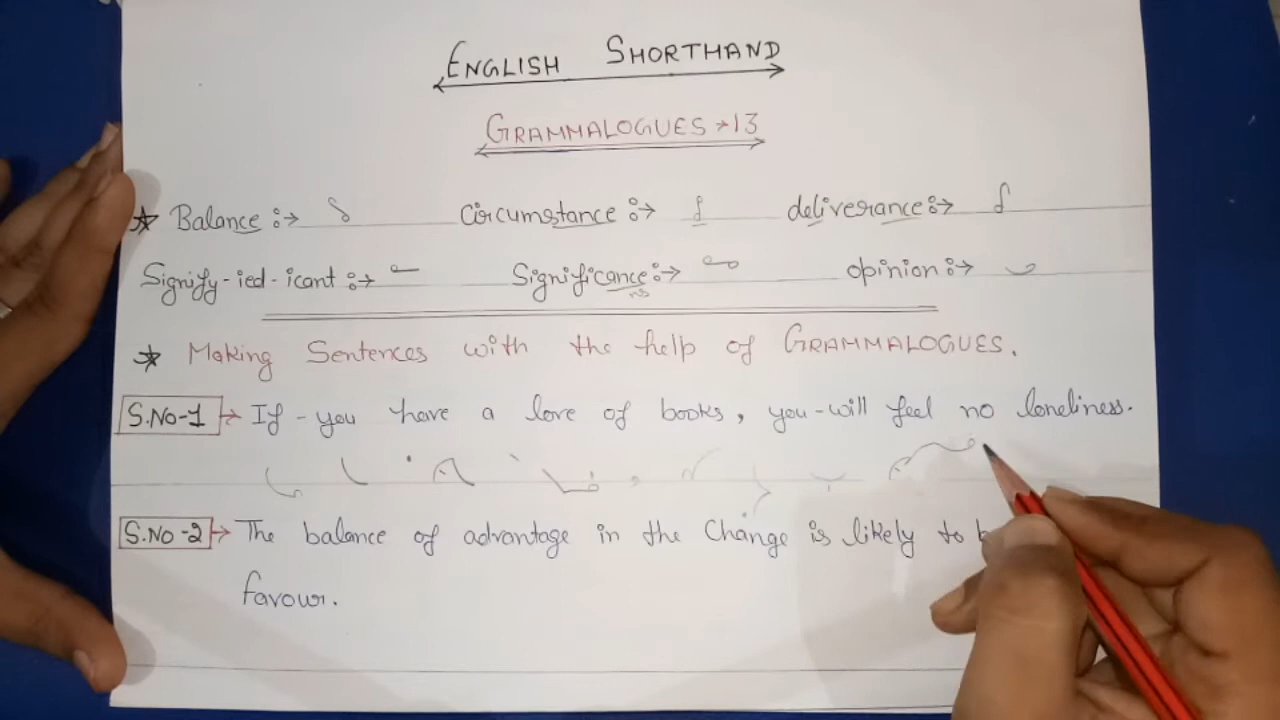 ENGLISH SHORTHAND
GRAMMALOGUES → 13
★ Balance :→ Circumstance :→ deliverance :→
Signify-ied-icant :→ Significance :→ opinion :→
ns
★ Making Sentences with the help of GRAMMALOGUES.
S.No-1 → If-you have a love of books, you-will feel no loneliness.
S.No-2 → The balance of advantage in the Change is likely to
favour.